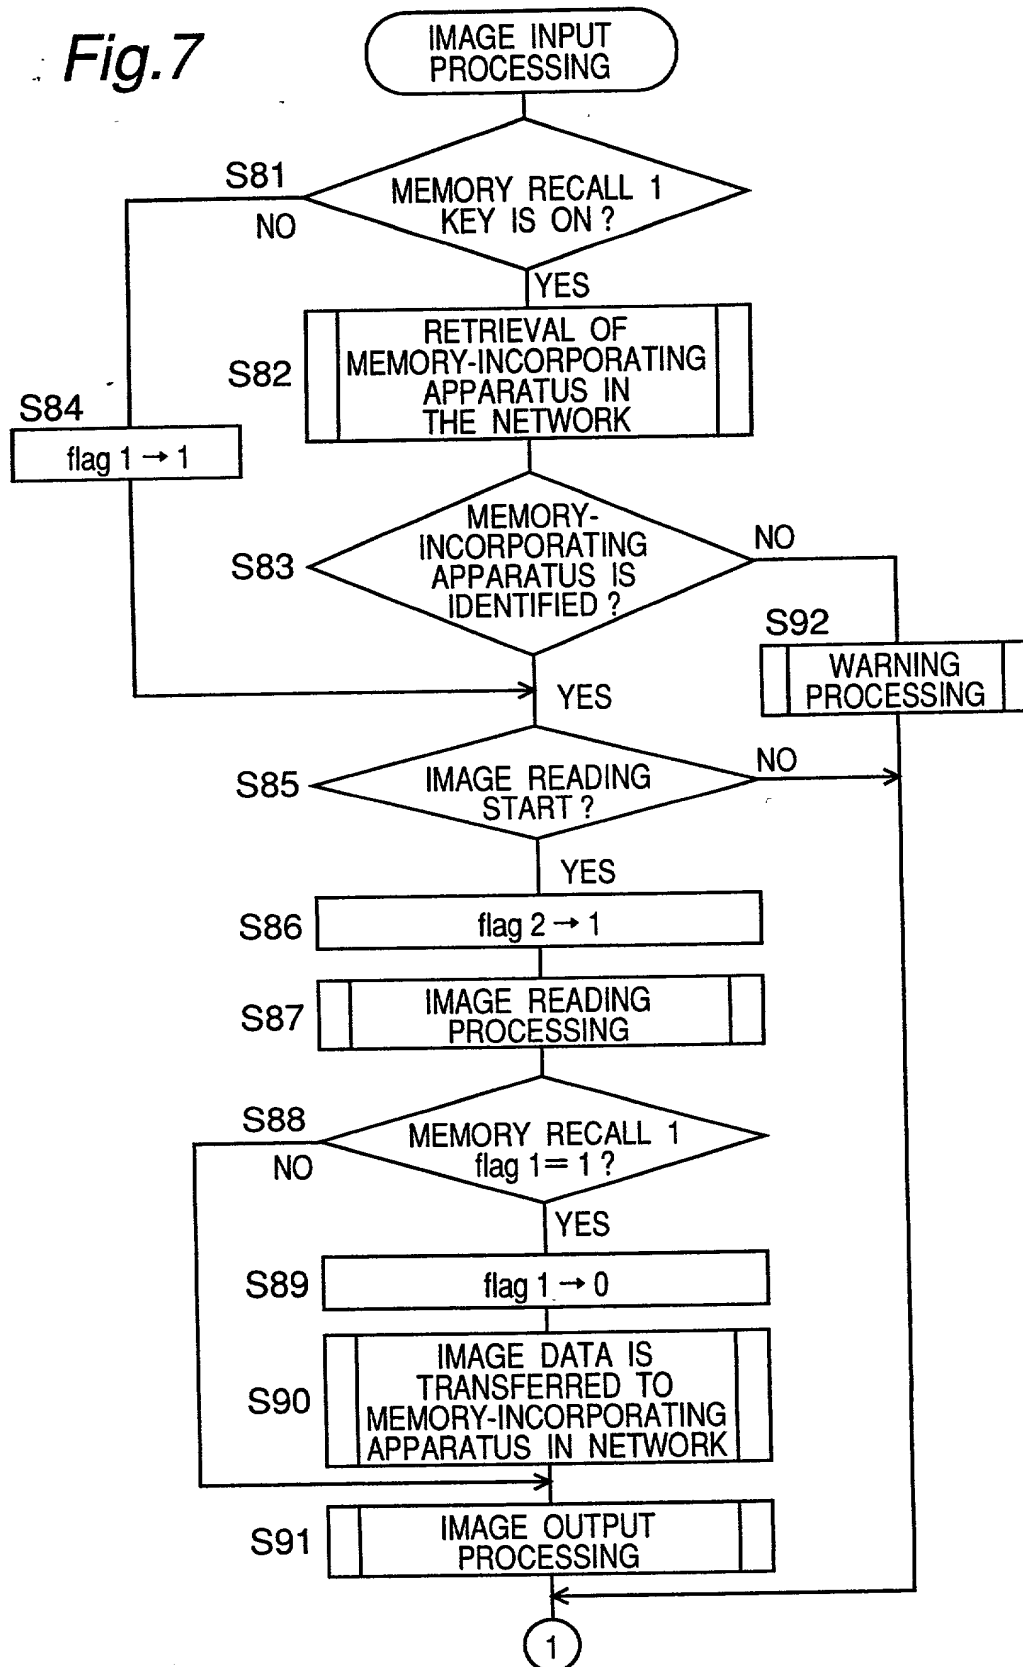 Fig.7
IMAGE INPUT
PROCESSING
S81
MEMORY RECALL 1
KEY IS ON ?
NO
YES
S82
RETRIEVAL OF
MEMORY-INCORPORATING
APPARATUS IN
THE NETWORK
S84
flag 1 → 1
S83
MEMORY-
INCORPORATING
APPARATUS IS
IDENTIFIED ?
NO
S92
WARNING
PROCESSING
YES
S85
IMAGE READING
START ?
NO
YES
S86
flag 2 → 1
S87
IMAGE READING
PROCESSING
S88
MEMORY RECALL 1
flag 1 = 1 ?
NO
YES
S89
flag 1 → 0
S90
IMAGE DATA IS
TRANSFERRED TO
MEMORY-INCORPORATING
APPARATUS IN NETWORK
S91
IMAGE OUTPUT
PROCESSING
1